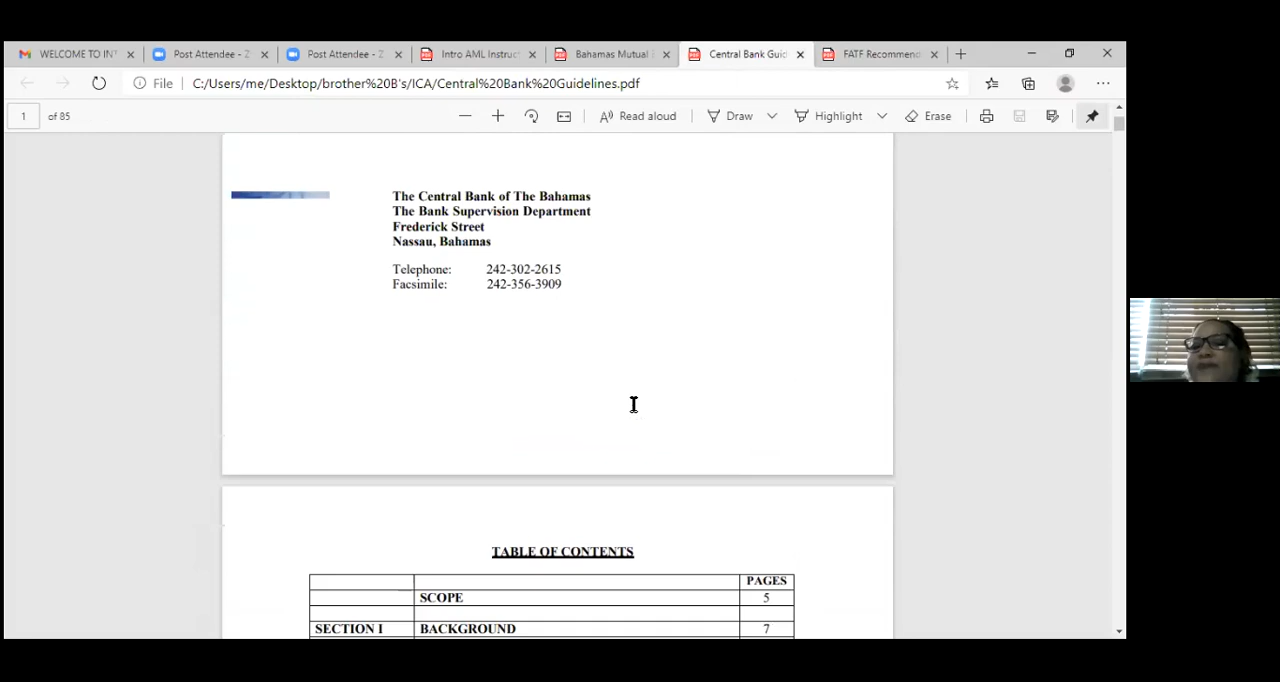 WELCOME TO IN
Post Attendee - Z
Post Attendee - Z
Intro AML Instruc
Bahamas Mutual
Central Bank Guid
FATF Recommend
File
C:/Users/me/Desktop/brother%20B's/ICA/Central%20Bank%20Guidelines.pdf
1 of 85
Read aloud
Draw
Highlight
Erase
The Central Bank of The Bahamas
The Bank Supervision Department
Frederick Street
Nassau, Bahamas
Telephone: 242-302-2615
Facsimile: 242-356-3909
TABLE OF CONTENTS
PAGES
SCOPE 5
SECTION I BACKGROUND 7